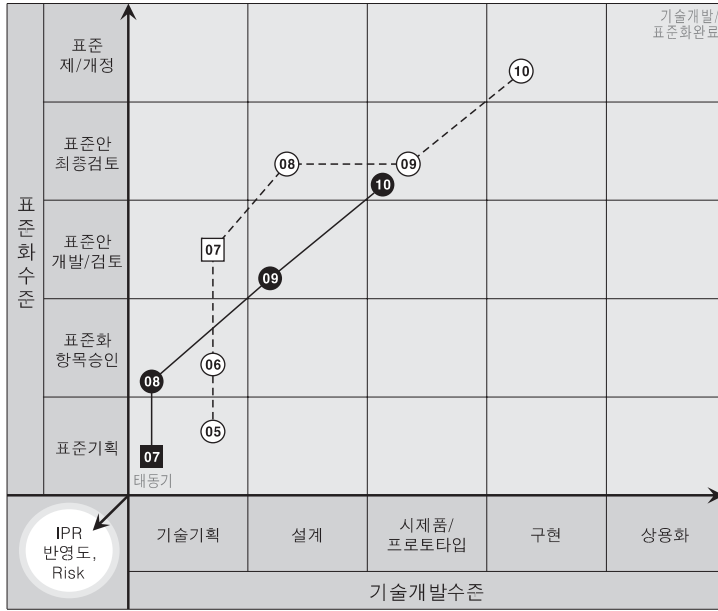 기술개발/
표준화완료
표준
제/개정
10
표준안
최종검토
08
09
10
표준화수준
표준안
개발/검토
07
09
표준화
항목승인
06
08
05
표준기획
07
태동기
IPR
반영도,
Risk
기술기획
설계
시제품/
프로토타입
구현
상용화
기술개발수준